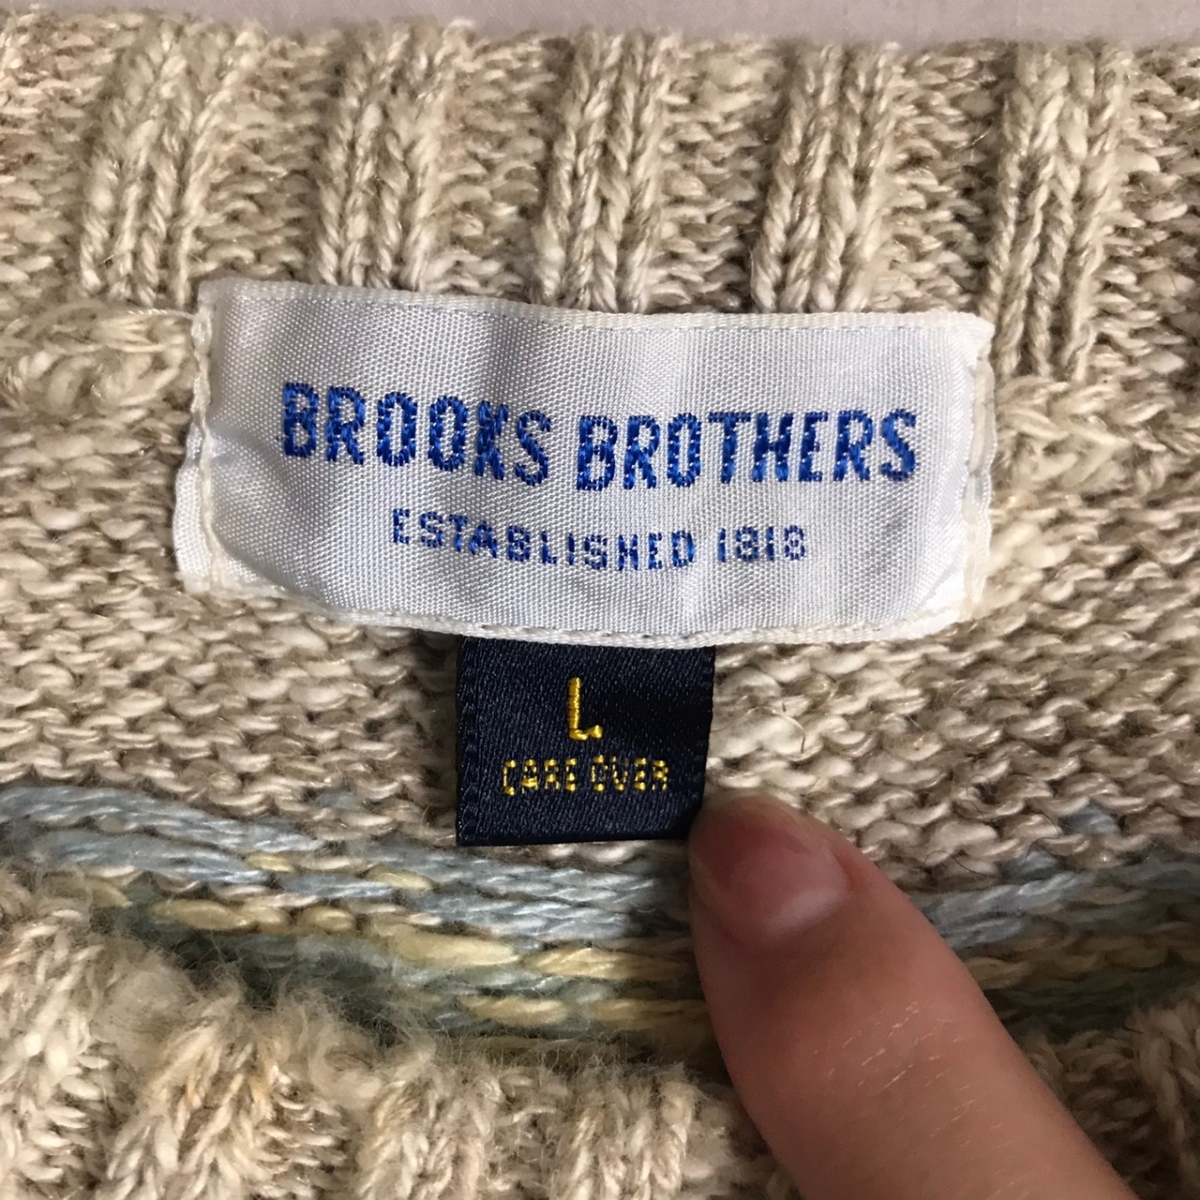 BROOKS BROTHERS
ESTABLISHED 1818
L
CARE OVER